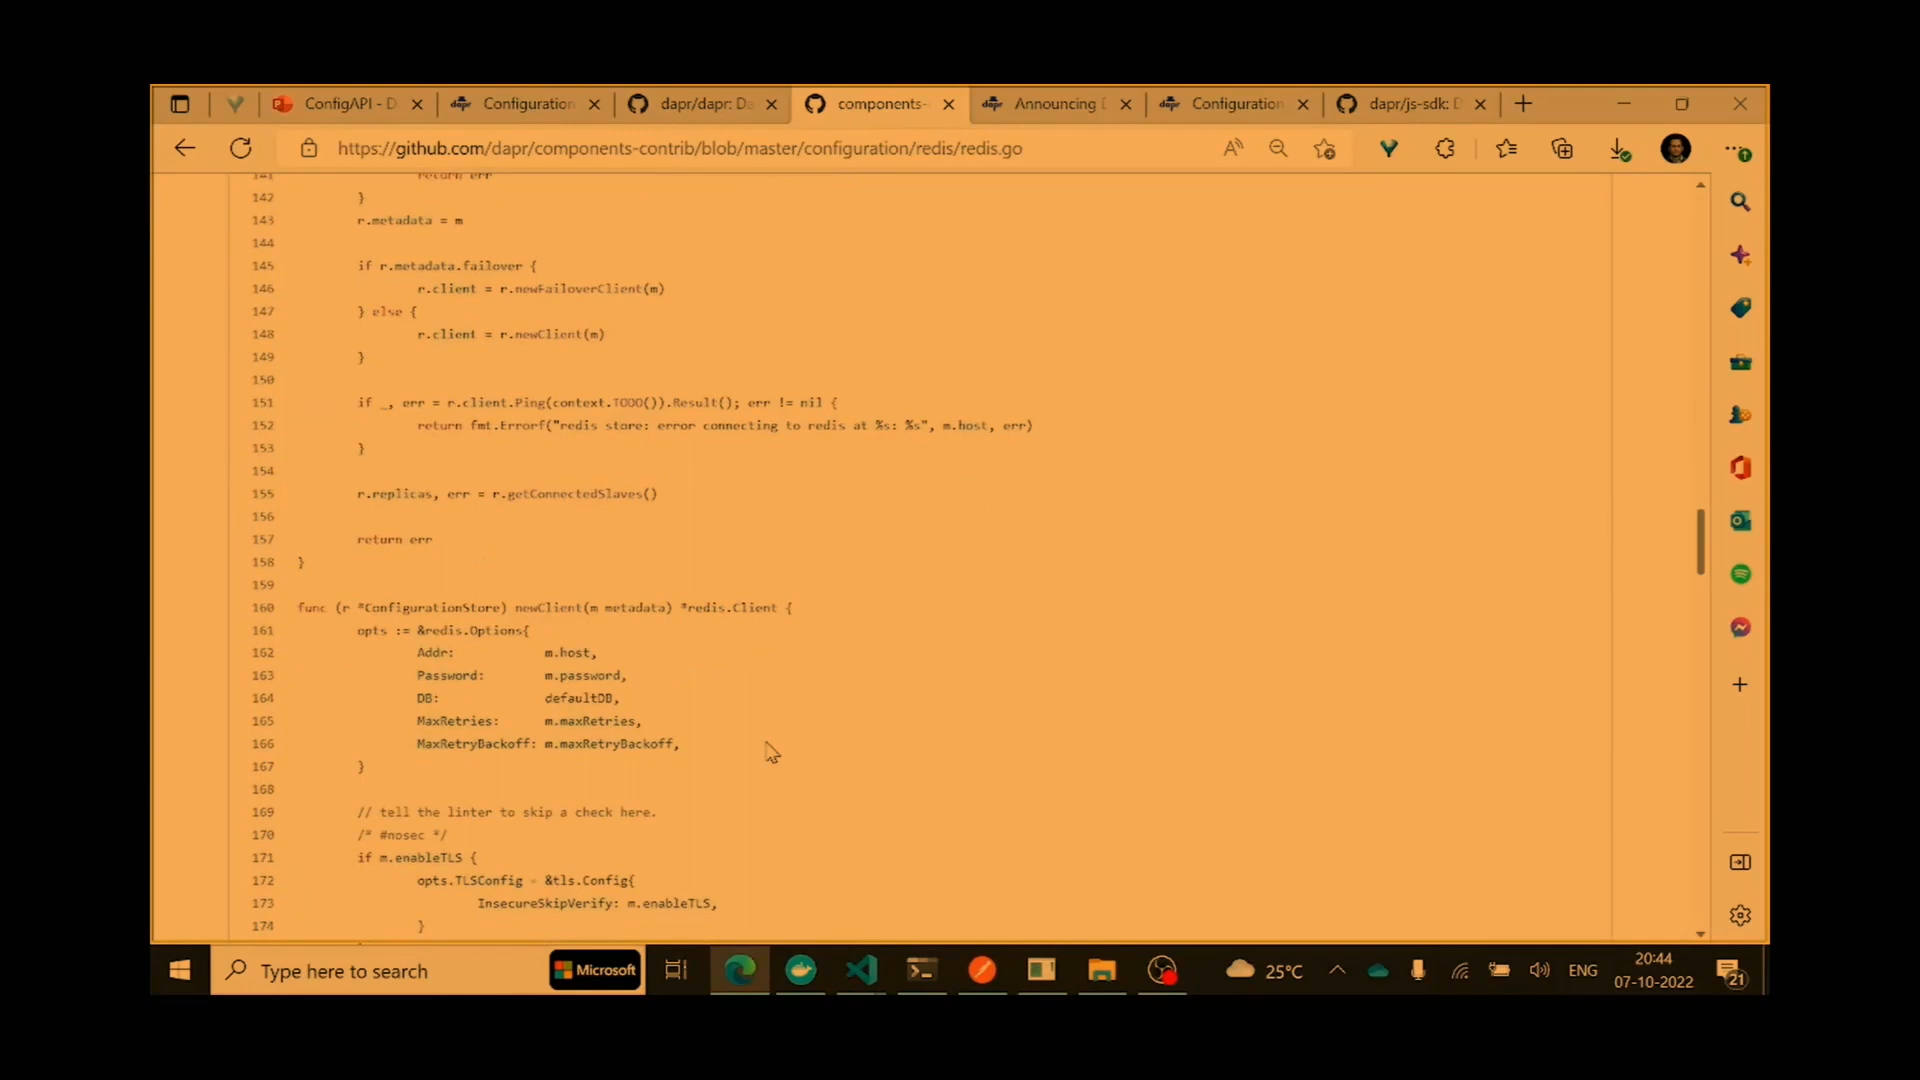 ConfigAPI - D
Configuration
dapr/dapr: Da
components-
Announcing D
Configuration
dapr/js-sdk: D
https://github.com/dapr/components-contrib/blob/master/configuration/redis/redis.go
141 return err
142 }
143 r.metadata = m
144
145 if r.metadata.failover {
146 r.client = r.newFailoverClient(m)
147 } else {
148 r.client = r.newClient(m)
149 }
150
151 if _, err = r.client.Ping(context.TODO()).Result(); err != nil {
152 return fmt.Errorf("redis store: error connecting to redis at %s: %s", m.host, err)
153 }
154
155 r.replicas, err = r.getConnectedSlaves()
156
157 return err
158 }
159
160 func (r *ConfigurationStore) newClient(m metadata) *redis.Client {
161 opts := &redis.Options{
162 Addr: m.host,
163 Password: m.password,
164 DB: defaultDB,
165 MaxRetries: m.maxRetries,
166 MaxRetryBackoff: m.maxRetryBackoff,
167 }
168
169 // tell the linter to skip a check here.
170 /* #nosec */
171 if m.enableTLS {
172 opts.TLSConfig = &tls.Config{
173 InsecureSkipVerify: m.enableTLS,
174 }
Type here to search
Microsoft
25°C
ENG
20:44
07-10-2022
21